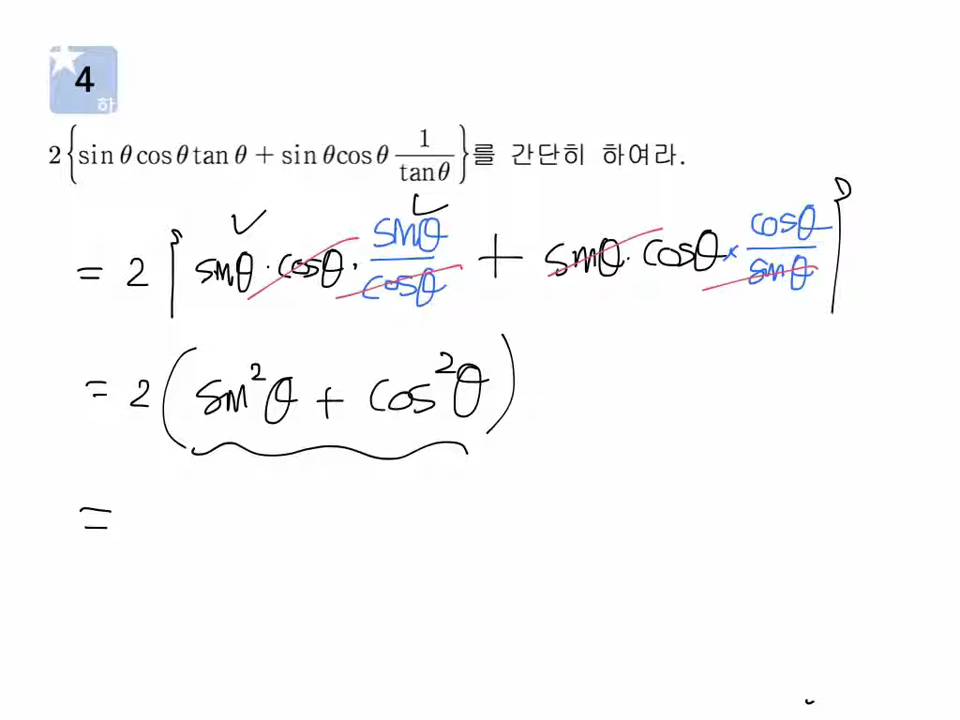 4
하
2{sinθcosθtanθ + sinθcosθ 1/tanθ}를 간단히 하여라.
= 2{sinθ·cosθ·sinθ/cosθ + sinθ·cosθ×cosθ/sinθ}
= 2(sin²θ + cos²θ)
=